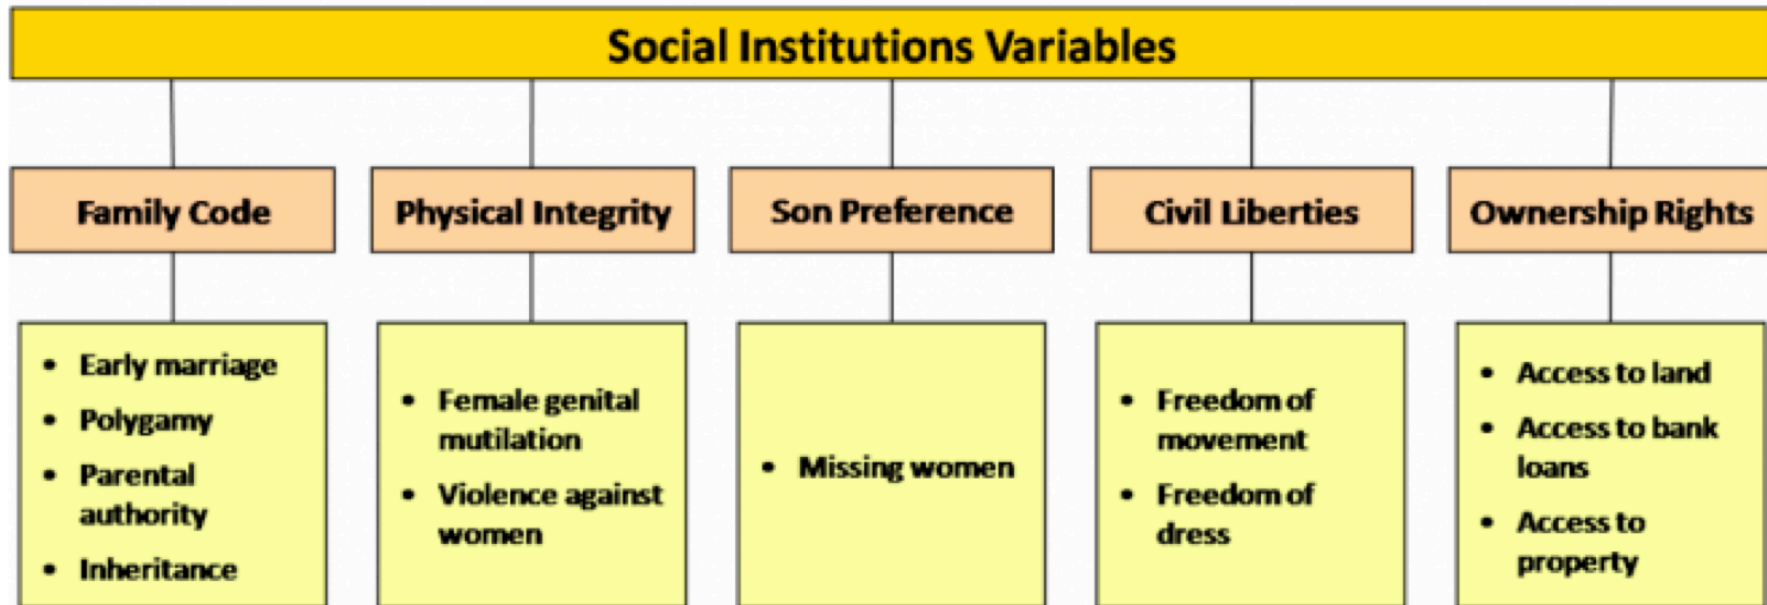 Social Institutions Variables
Family Code
Physical Integrity
Son Preference
Civil Liberties
Ownership Rights
• Early marriage
• Polygamy
• Parental
authority
• Inheritance
• Female genital
mutilation
• Violence against
women
• Missing women
• Freedom of
movement
• Freedom of
dress
• Access to land
• Access to bank
loans
• Access to
property